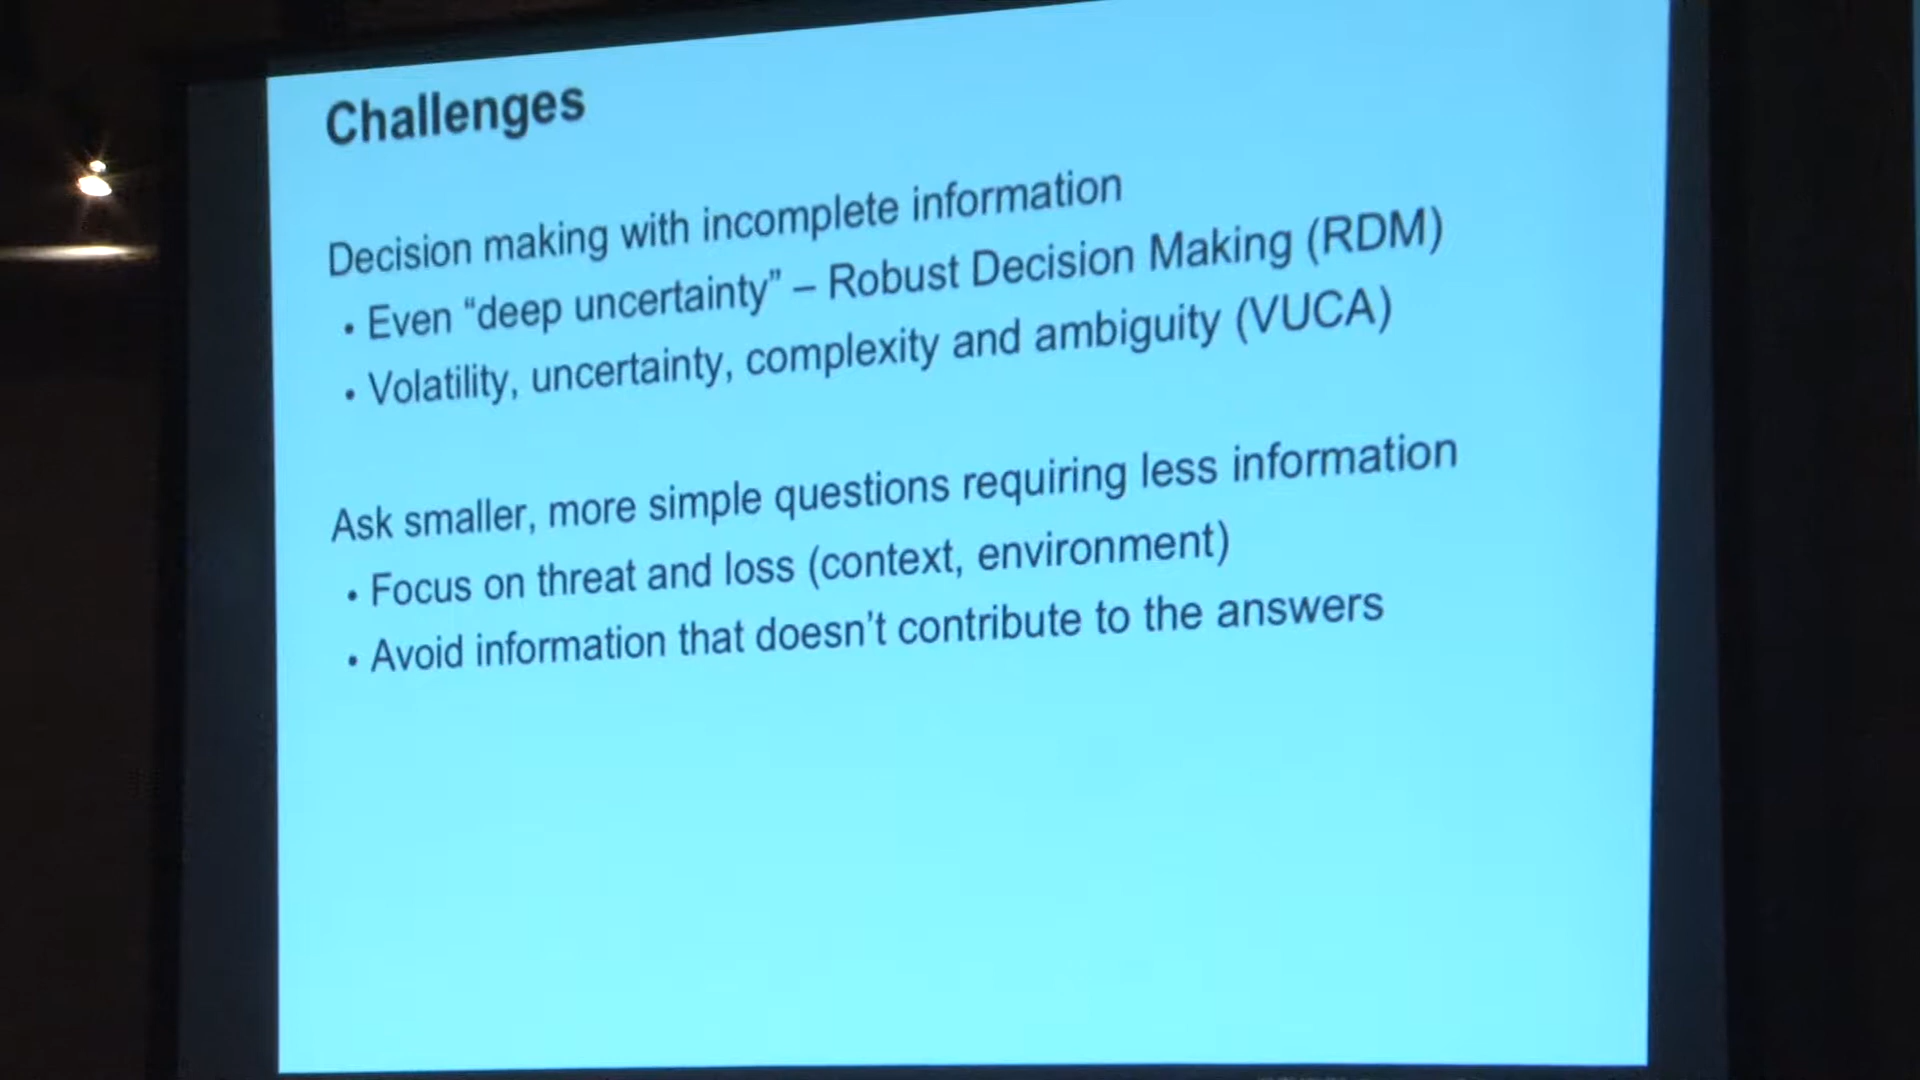 Challenges
Decision making with incomplete information
• Even “deep uncertainty” – Robust Decision Making (RDM)
• Volatility, uncertainty, complexity and ambiguity (VUCA)
Ask smaller, more simple questions requiring less information
• Focus on threat and loss (context, environment)
• Avoid information that doesn’t contribute to the answers